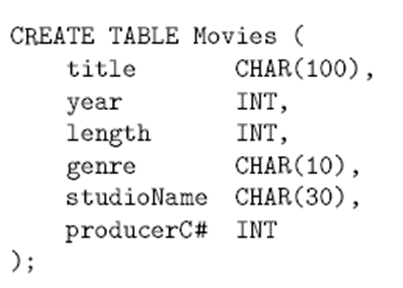 CREATE TABLE Movies (
    title       CHAR(100),
    year        INT,
    length      INT,
    genre       CHAR(10),
    studioName  CHAR(30),
    producerC#  INT
);